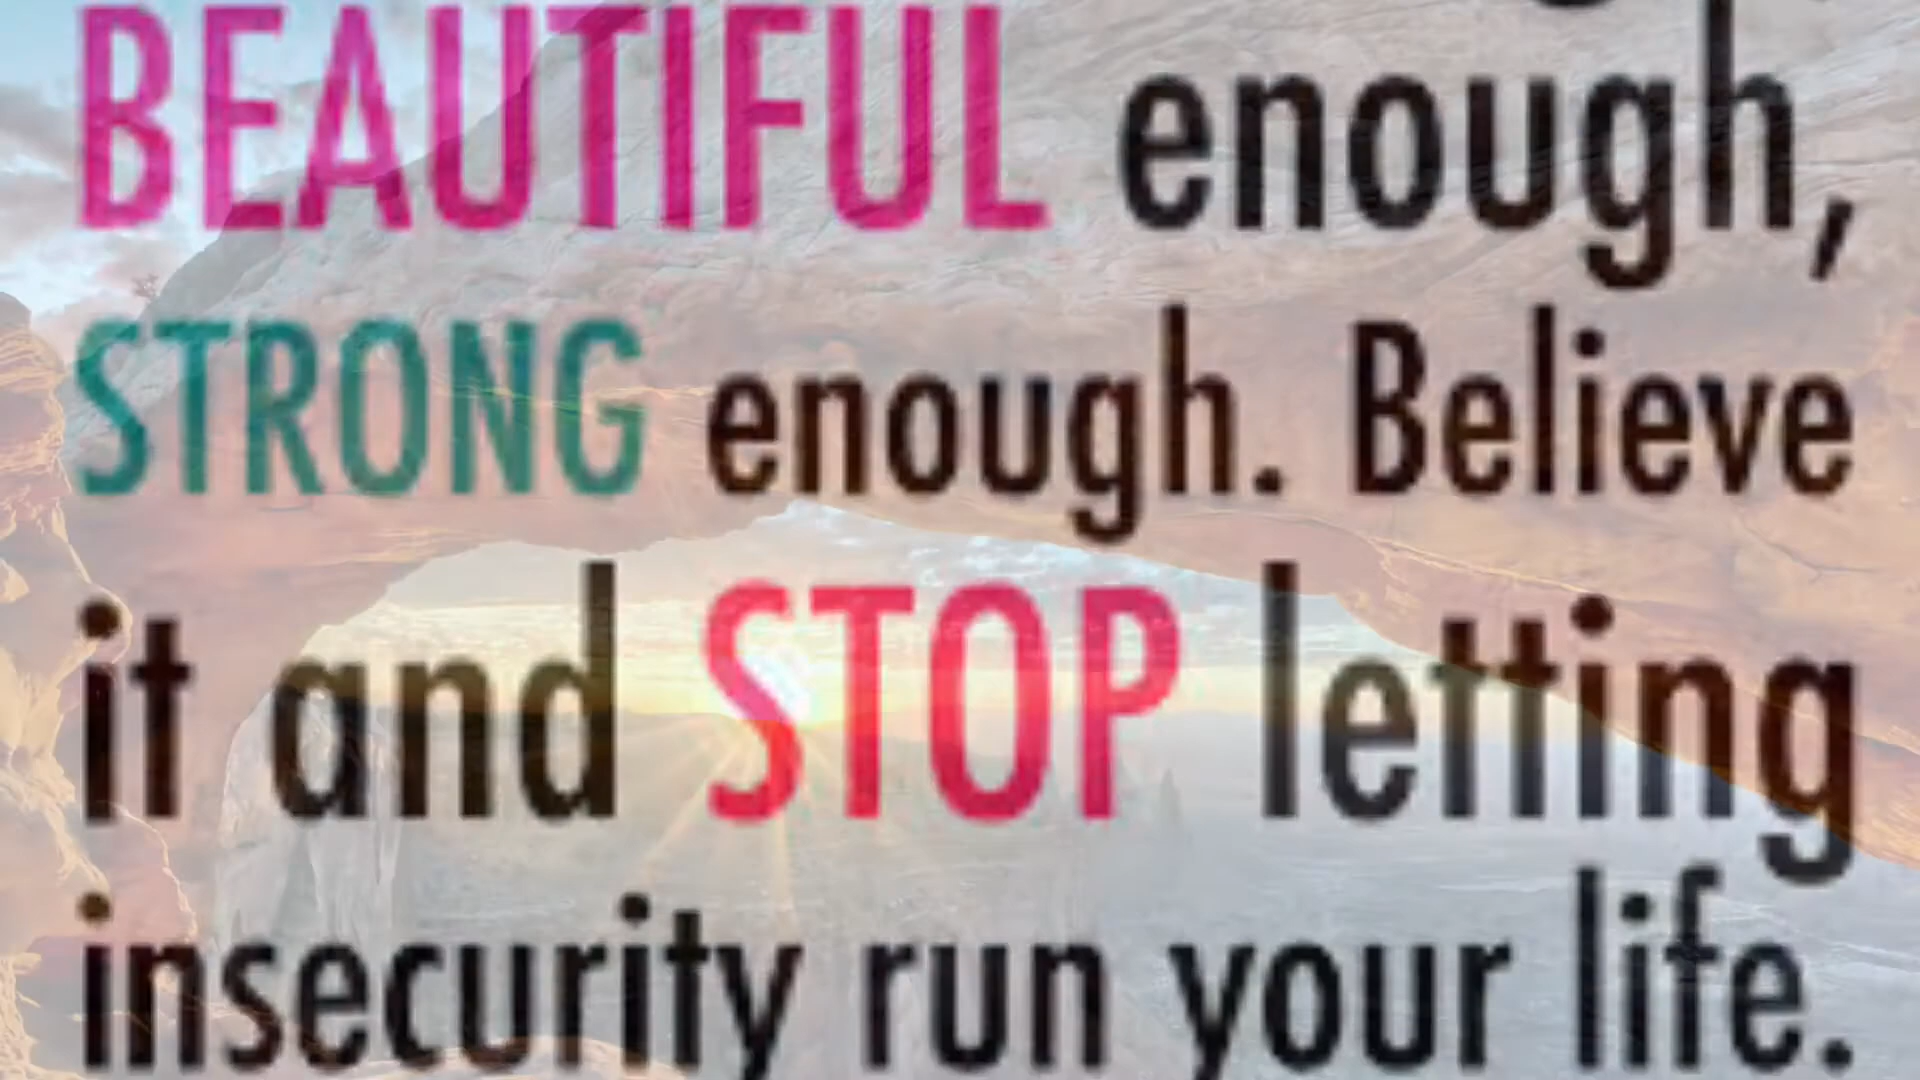 BEAUTIFUL enough,
STRONG enough. Believe
it and STOP letting
insecurity run your life.